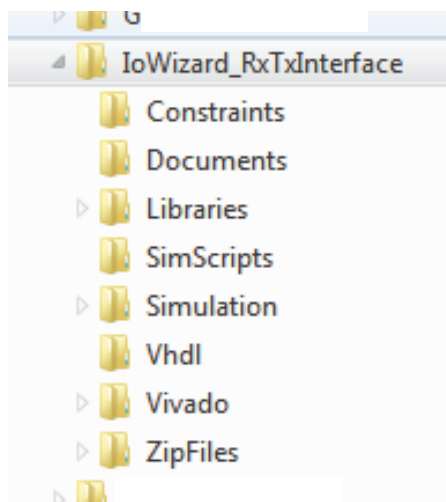 G
IoWizard_RxTxInterface
Constraints
Documents
Libraries
SimScripts
Simulation
Vhdl
Vivado
ZipFiles